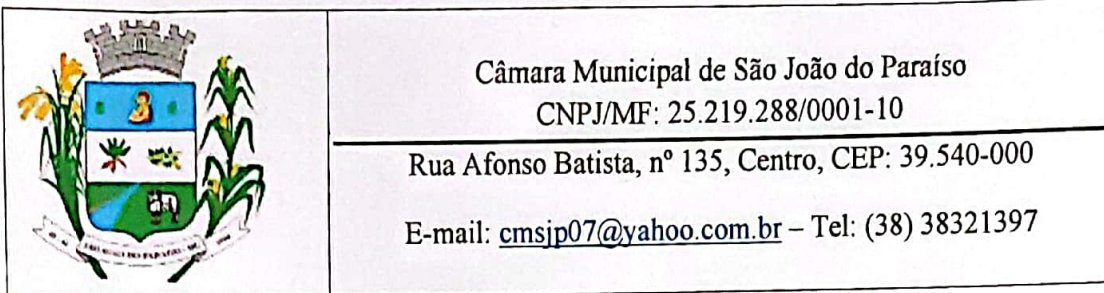 Câmara Municipal de São João do Paraíso
CNPJ/MF: 25.219.288/0001-10
Rua Afonso Batista, nº 135, Centro, CEP: 39.540-000
E-mail: cmsjp07@yahoo.com.br – Tel: (38) 38321397